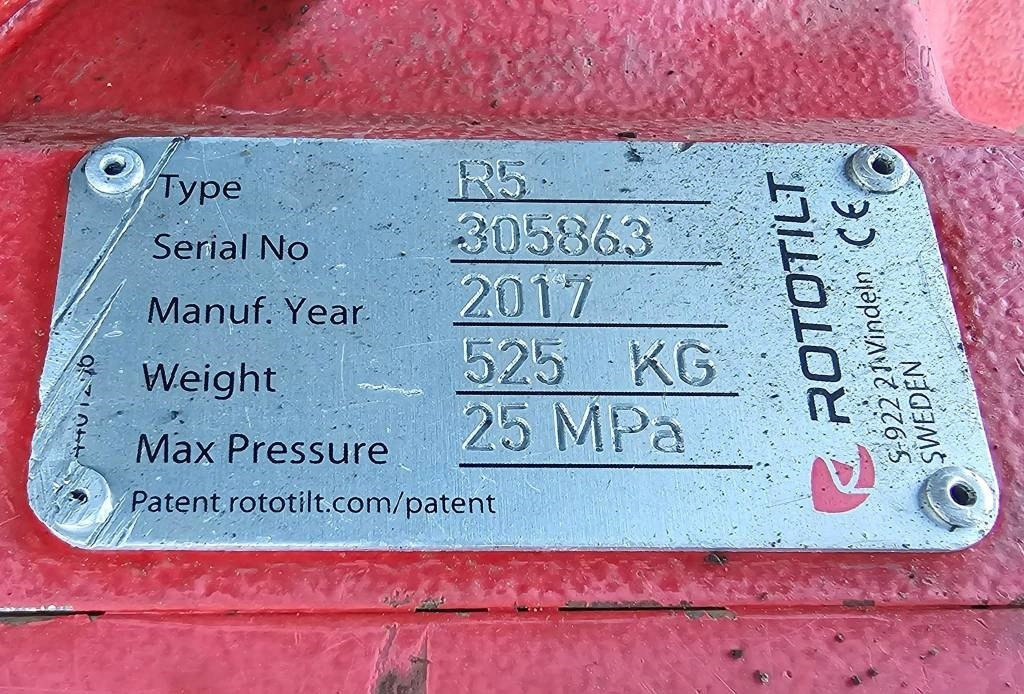 Type R5
Serial No 305863
Manuf. Year 2017
Weight 525 KG
Max Pressure 25 MPa
Patent.rototilt.com/patent
ROTOTILT
S-922 21 Vindeln CE
SWEDEN